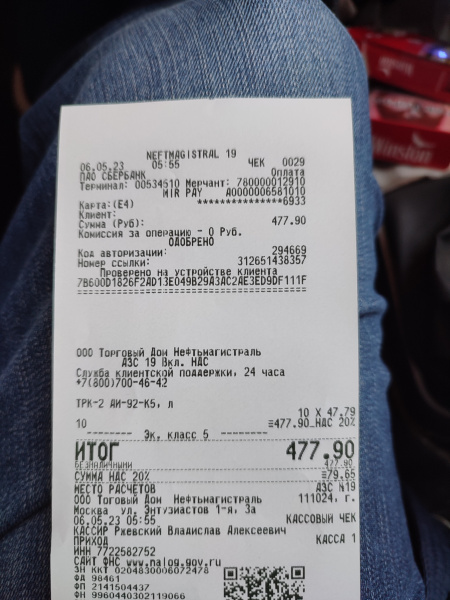 NEFTMAGISTRAL 19
06.05.23 05:55 ЧЕК 0029
ПАО СБЕРБАНК Оплата
Терминал: 00534510 Мерчант: 780000012910
MIR PAY A0000006581010
Карта:(E4) ***************6933
Клиент:
Сумма (Руб): 477.90
Комиссия за операцию - 0 Руб.
ОДОБРЕНО
Код авторизации: 294669
Номер ссылки: 312651438357
Проверено на устройстве клиента
7B600D1826F2AD13E049B29A3AC2AE3ED9DF111F
================================
ООО Торговый Дом Нефтьмагистраль
АЗС 19 Вкл. НДС
Служба клиентской поддержки, 24 часа
+7(800)700-46-42
ТРК-2 АИ-92-К5, л
10 X 47.79
10 =477.90 НДС 20%
-------- Эк. класс 5 --------
ИТОГ 477.90
БЕЗНАЛИЧНЫМИ 477.90
СУММА НДС 20% =79.65
МЕСТО РАСЧЕТОВ АЗС №19
ООО Тоговый Дом Нефтьмагистраль 111024, г.
Москва ул. Энтузиастов 1-я, 3а
06.05.23 05:55 КАССОВЫЙ ЧЕК
КАССИР Ржевский Владислав Алексеевич
ПРИХОД КАССА 1
ИНН 7722582752
САЙТ ФНС www.nalog.gov.ru
ЗН ККТ 0204830006072478
ФД 98461
ФП 2141504437
ФН 9960440302119066
Winston